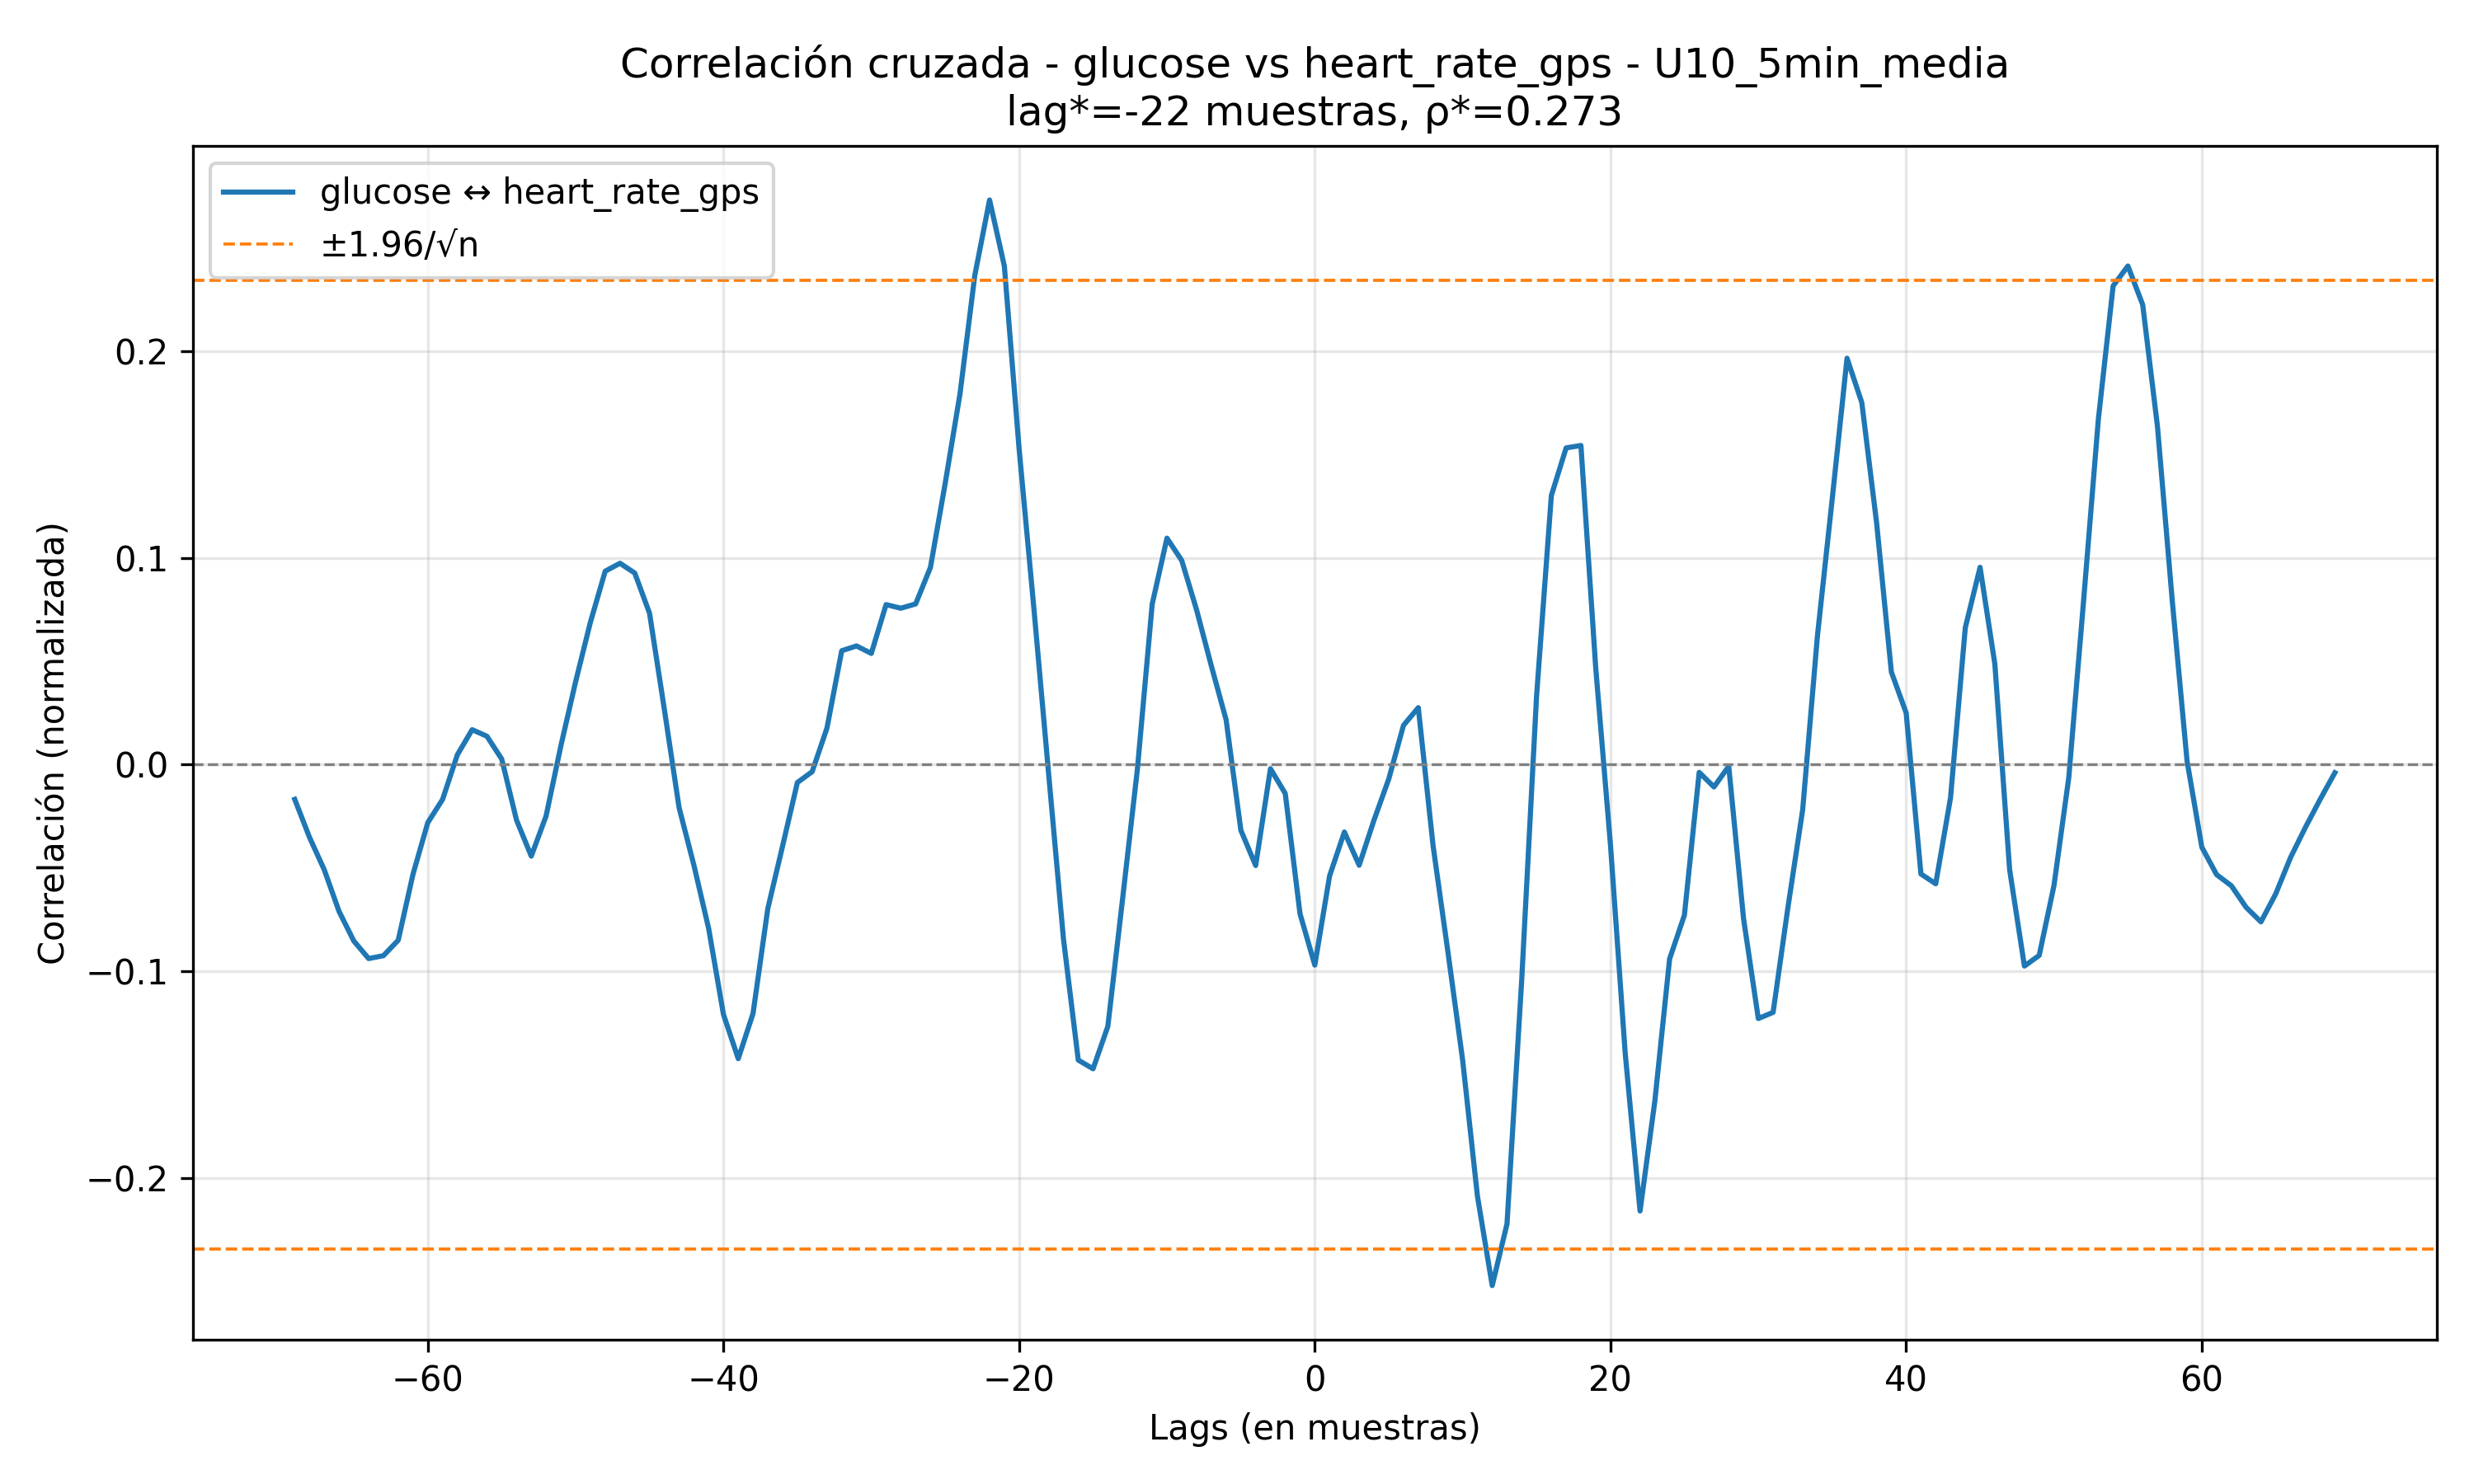 Correlación cruzada - glucose vs heart_rate_gps - U10_5min_media
lag*=-22 muestras, ρ*=0.273
glucose ↔ heart_rate_gps
±1.96/√n
Correlación (normalizada)
0.2
0.1
0.0
−0.1
−0.2
−60 −40 −20 0 20 40 60
Lags (en muestras)